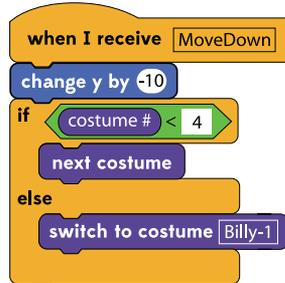 when I receive MoveDown
change y by -10
if costume # < 4
next costume
else
switch to costume Billy-1